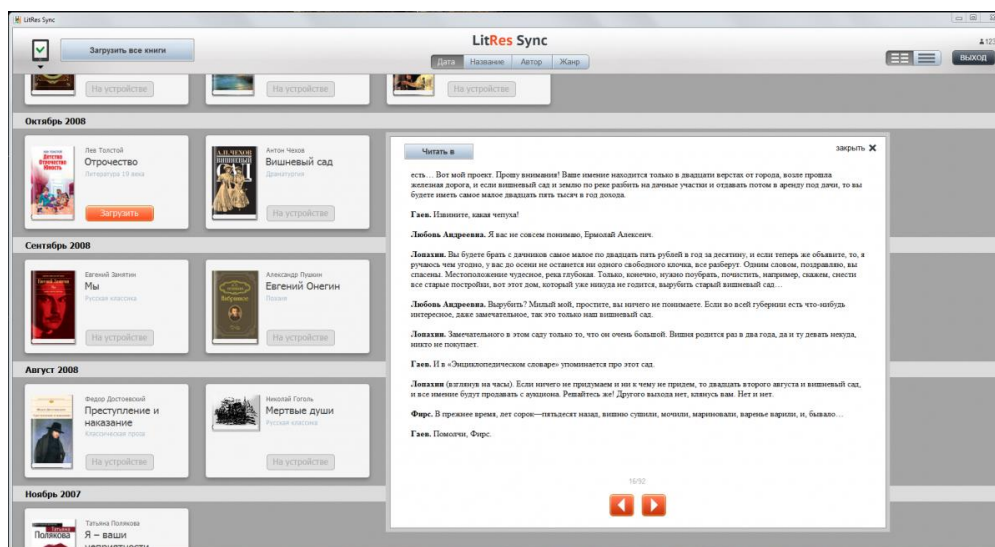 LitRes Sync
Загрузить все книги
LitRes Sync
Дата Название Автор Жанр
123
ВЫХОД
На устройстве
На устройстве
На устройстве
Октябрь 2008
Лев Толстой
Отрочество
Литература 19 века
Загрузить
Детство
Отрочество
Юность
Антон Чехов
Вишневый сад
Драматургия
На устройстве
А.П. ЧЕХОВ
ВИШНЕВЫЙ
САД
Сентябрь 2008
Евгений Замятин
Мы
Русская классика
На устройстве
Александр Пушкин
Евгений Онегин
Поэзия
На устройстве
Август 2008
Федор Достоевский
Преступление и
наказание
Классическая проза
На устройстве
Николай Гоголь
Мертвые души
Русская классика
На устройстве
Ноябрь 2007
Татьяна Полякова
Я – ваши
неприятности
Татьяна
Полякова
Читать в
закрыть X
есть… Вот мой проект. Прошу внимания! Ваше имение находится только в двадцати верстах от города, возле прошла
железная дорога, и если вишневый сад и землю по реке разбить на дачные участки и отдавать потом в аренду под дачи, то вы
будете иметь самое малое двадцать пять тысяч в год дохода.
Гаев. Извините, какая чепуха!
Любовь Андреевна. Я вас не совсем понимаю, Ермолай Алексеич.
Лопахин. Вы будете брать с дачников самое малое по двадцать пять рублей в год за десятину, и если теперь же объявите, то, я
ручаюсь чем угодно, у вас до осени не останется ни одного свободного клочка, все разберут. Одним словом, поздравляю, вы
спасены. Местоположение чудесное, река глубокая. Только, конечно, нужно поубрать, почистить, например, скажем, снести
все старые постройки, вот этот дом, который уже никуда не годится, вырубить старый вишневый сад…
Любовь Андреевна. Вырубить? Милый мой, простите, вы ничего не понимаете. Если во всей губернии есть что-нибудь
интересное, даже замечательное, так это только наш вишневый сад.
Лопахин. Замечательного в этом саду только то, что он очень большой. Вишня родится раз в два года, да и ту девать некуда,
никто не покупает.
Гаев. И в «Энциклопедическом словаре» упоминается про этот сад.
Лопахин (взглянув на часы). Если ничего не придумаем и ни к чему не придем, то двадцать второго августа и вишневый сад,
и все имение будут продавать с аукциона. Решайтесь же! Другого выхода нет, клянусь вам. Нет и нет.
Фирс. В прежнее время, лет сорок—пятьдесят назад, вишню сушили, мочили, мариновали, варенье варили, и, бывало…
Гаев. Помолчи, Фирс.
16/92